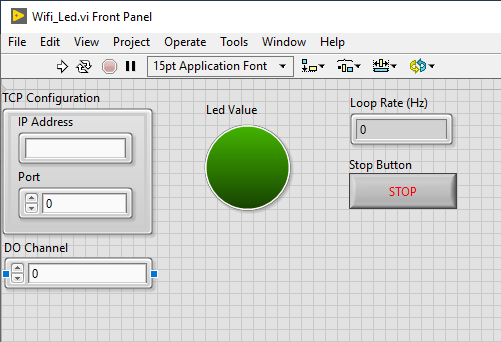 Wifi_Led.vi Front Panel
File Edit View Project Operate Tools Window Help
15pt Application Font
TCP Configuration
IP Address
Port
0
DO Channel
0
Led Value
Loop Rate (Hz)
0
Stop Button
STOP